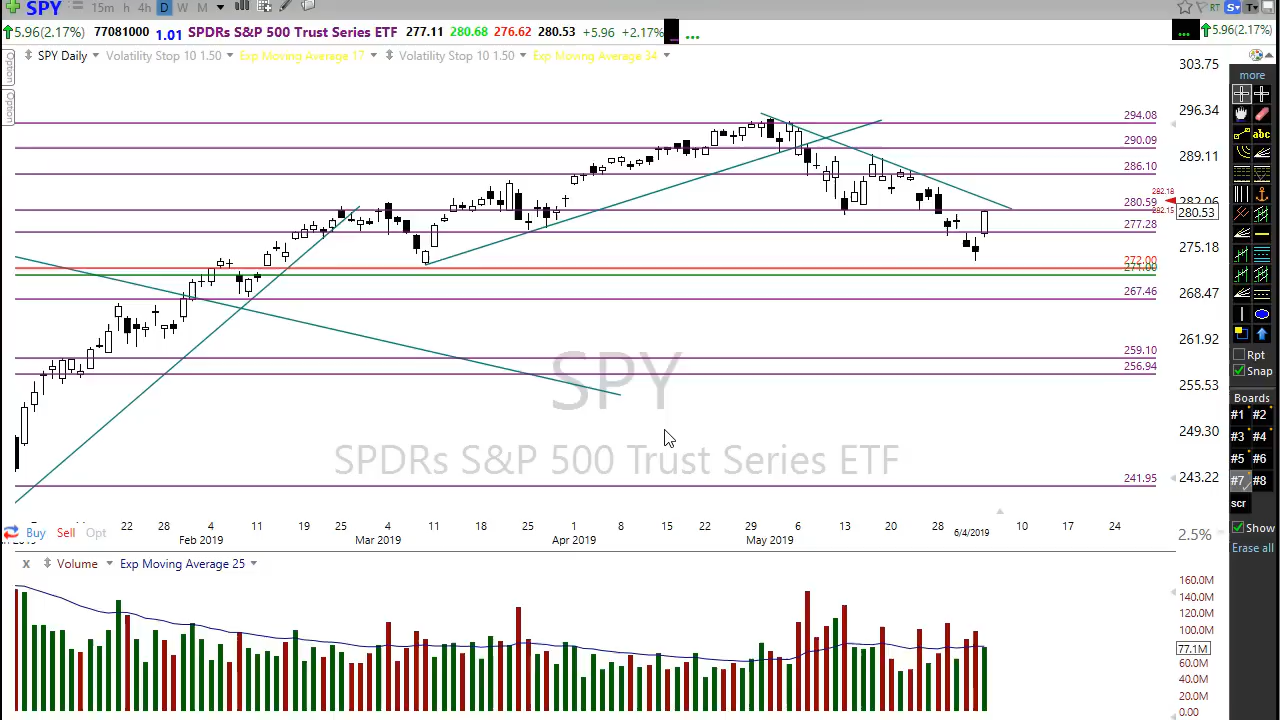 SPY 15m h 4h D W M RT S T
5.96(2.17%) 77081000 1.01 SPDRs S&P 500 Trust Series ETF 277.11 280.68 276.62 280.53 +5.96 +2.17% ... ... 5.96(2.17%)
SPY Daily Volatility Stop 10 1.50 Exp Moving Average 17 Volatility Stop 10 1.50 Exp Moving Average 34
Option
Option
303.75
296.34
289.11
282.06
280.53
275.18
268.47
261.92
255.53
249.30
243.22
2.5%
294.08
290.09
286.10
282.18
280.59
282.15
277.28
272.00
271.00
267.46
259.10
256.94
241.95
SPY
SPDRs S&P 500 Trust Series ETF
22 28 4 11 19 25 4 11 18 25 1 8 15 22 29 6 13 20 28 6/4/2019 10 17 24
Feb 2019 Mar 2019 Apr 2019 May 2019
Buy Sell Opt
x Volume Exp Moving Average 25
160.0M
140.0M
120.0M
100.0M
77.1M
60.0M
40.0M
20.0M
0.00
more
abc
Rpt
Snap
Boards
#1 #2
#3 #4
#5 #6
#7 #8
scr
Show
Erase all